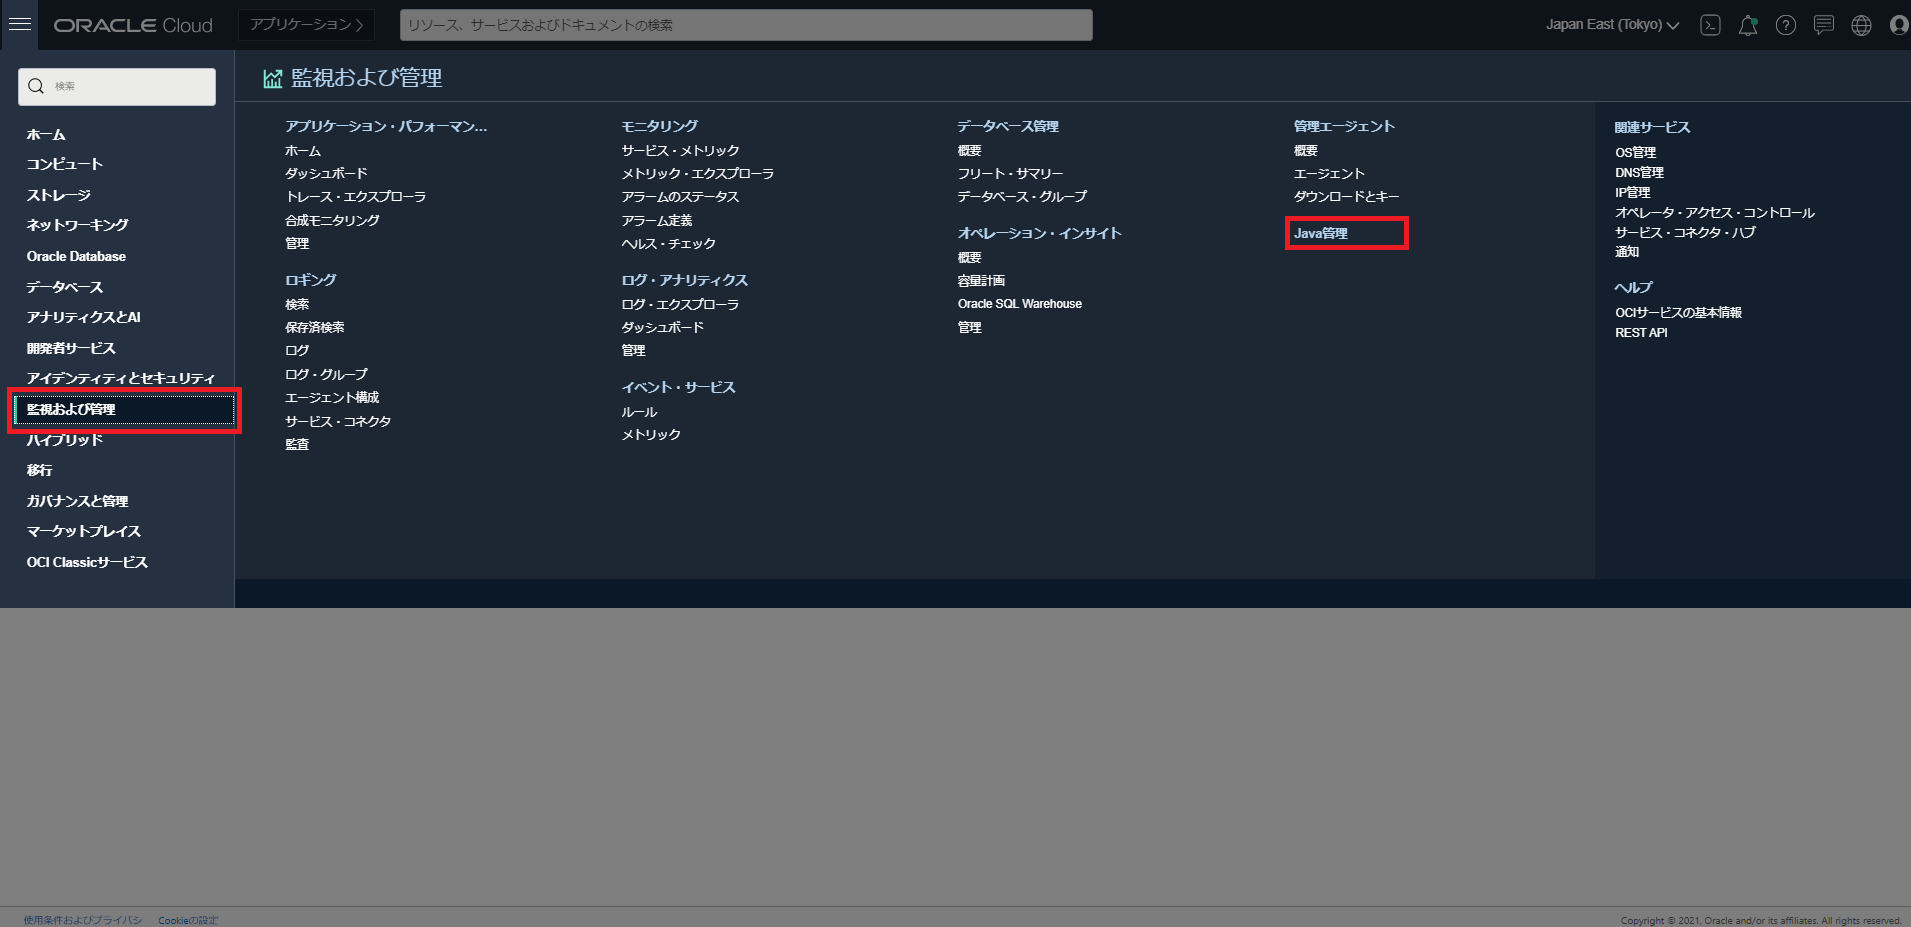 ORACLE Cloud
アプリケーション
リソース、サービスおよびドキュメントの検索
Japan East (Tokyo)
検索
ホーム
コンピュート
ストレージ
ネットワーキング
Oracle Database
データベース
アナリティクスとAI
開発者サービス
アイデンティティとセキュリティ
監視および管理
ハイブリッド
移行
ガバナンスと管理
マーケットプレイス
OCI Classicサービス
監視および管理
アプリケーション・パフォーマン...
ホーム
ダッシュボード
トレース・エクスプローラ
合成モニタリング
管理
ロギング
検索
保存済検索
ログ
ログ・グループ
エージェント構成
サービス・コネクタ
監査
モニタリング
サービス・メトリック
メトリック・エクスプローラ
アラームのステータス
アラーム定義
ヘルス・チェック
ログ・アナリティクス
ログ・エクスプローラ
ダッシュボード
管理
イベント・サービス
ルール
メトリック
データベース管理
概要
フリート・サマリー
データベース・グループ
オペレーション・インサイト
概要
容量計画
Oracle SQL Warehouse
管理
管理エージェント
概要
エージェント
ダウンロードとキー
Java管理
関連サービス
OS管理
DNS管理
IP管理
オペレータ・アクセス・コントロール
サービス・コネクタ・ハブ
通知
ヘルプ
OCIサービスの基本情報
REST API
使用条件およびプライバシ
Cookieの設定
Copyright © 2021, Oracle and/or its affiliates. All rights reserved.